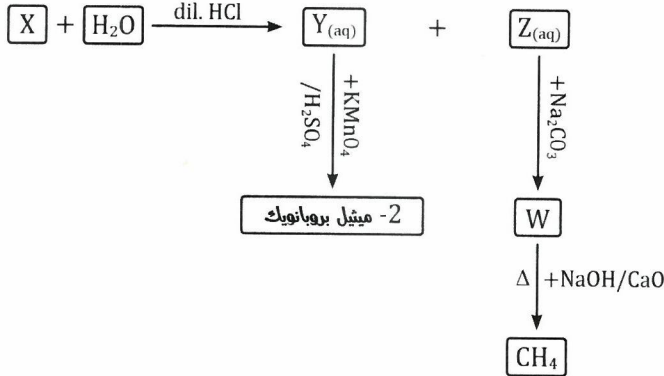 X + H₂O dil. HCl Y(aq) + Z(aq)
+KMnO₄
/H₂SO₄
+Na₂CO₃
2- ميثيل بروبانويك
W
Δ +NaOH/CaO
CH₄